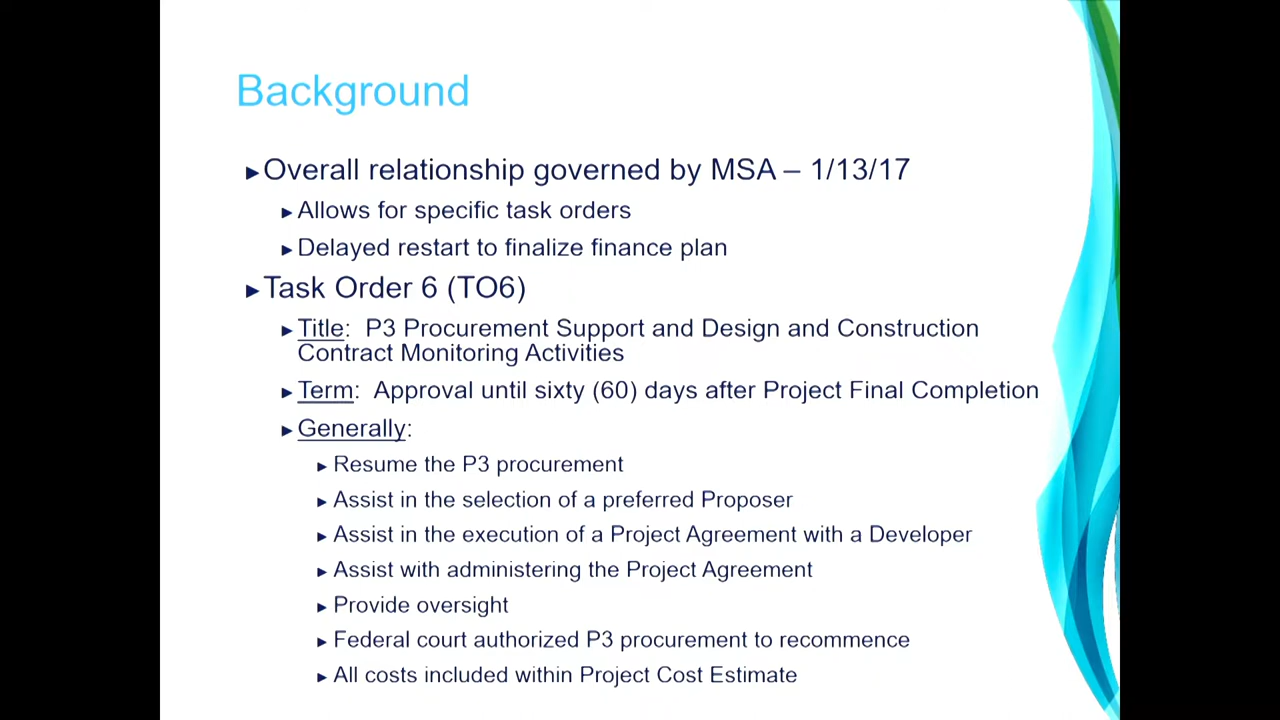 Background
►Overall relationship governed by MSA – 1/13/17
►Allows for specific task orders
►Delayed restart to finalize finance plan
►Task Order 6 (TO6)
►Title: P3 Procurement Support and Design and Construction
Contract Monitoring Activities
►Term: Approval until sixty (60) days after Project Final Completion
►Generally:
►Resume the P3 procurement
►Assist in the selection of a preferred Proposer
►Assist in the execution of a Project Agreement with a Developer
►Assist with administering the Project Agreement
►Provide oversight
►Federal court authorized P3 procurement to recommence
►All costs included within Project Cost Estimate